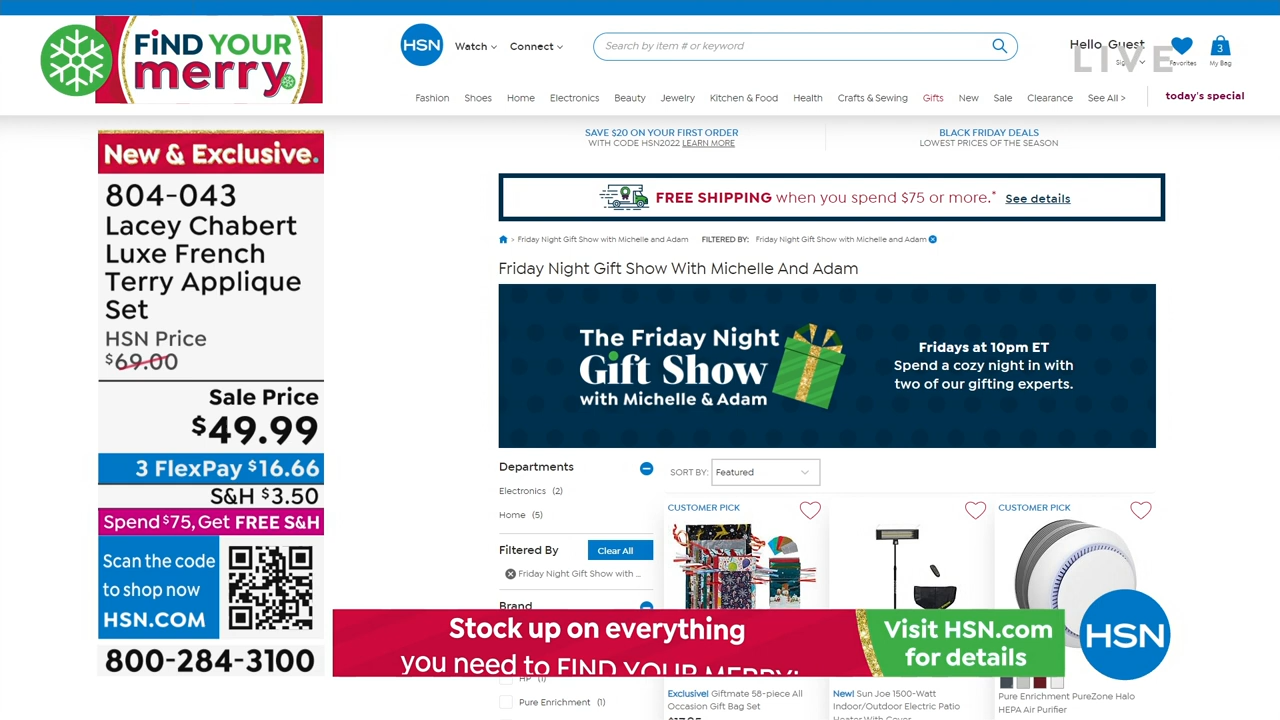 FiND YOUR
merry
New & Exclusive.
804-043
Lacey Chabert
Luxe French
Terry Applique
Set
HSN Price
$69.00
Sale Price
$49.99
3 FlexPay $16.66
S&H $3.50
Spend $75, Get FREE S&H
Scan the code
to shop now
HSN.COM
800-284-3100
HSN
Watch
Connect
Search by item # or keyword
Hello, Guest
LIVE
Favorites
3
My Bag
Fashion Shoes Home Electronics Beauty Jewelry Kitchen & Food Health Crafts & Sewing Gifts New Sale Clearance See All >
today's special
SAVE $20 ON YOUR FIRST ORDER
WITH CODE HSN2022 LEARN MORE
BLACK FRIDAY DEALS
LOWEST PRICES OF THE SEASON
FREE SHIPPING when you spend $75 or more.* See details
> Friday Night Gift Show with Michelle and Adam FILTERED BY: Friday Night Gift Show with Michelle and Adam
Friday Night Gift Show With Michelle And Adam
The Friday Night
Gift Show
with Michelle & Adam
Fridays at 10pm ET
Spend a cozy night in with
two of our gifting experts.
Departments
Electronics (2)
Home (5)
Filtered By
Clear All
Friday Night Gift Show with ...
Brand
HP (1)
Pure Enrichment (1)
SORT BY: Featured
CUSTOMER PICK
Exclusive! Giftmate 58-piece All
Occasion Gift Bag Set
New! Sun Joe 1500-Watt
Indoor/Outdoor Electric Patio
Heater With Cover
CUSTOMER PICK
Pure Enrichment PureZone Halo
HEPA Air Purifier
Stock up on everything
you need to FIND YOUR MERRY!
Visit HSN.com
for details
HSN